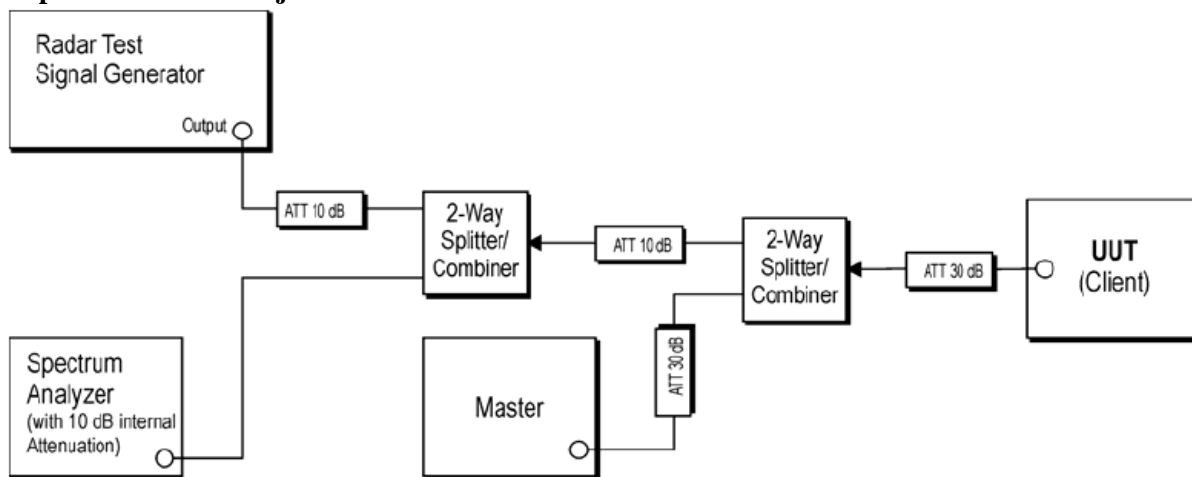 Radar Test
Signal Generator
Output
ATT 10 dB
2-Way
Splitter/
Combiner
ATT 10 dB
2-Way
Splitter/
Combiner
ATT 30 dB
UUT
(Client)
Spectrum
Analyzer
(with 10 dB internal
Attenuation)
Master
ATT 30 dB